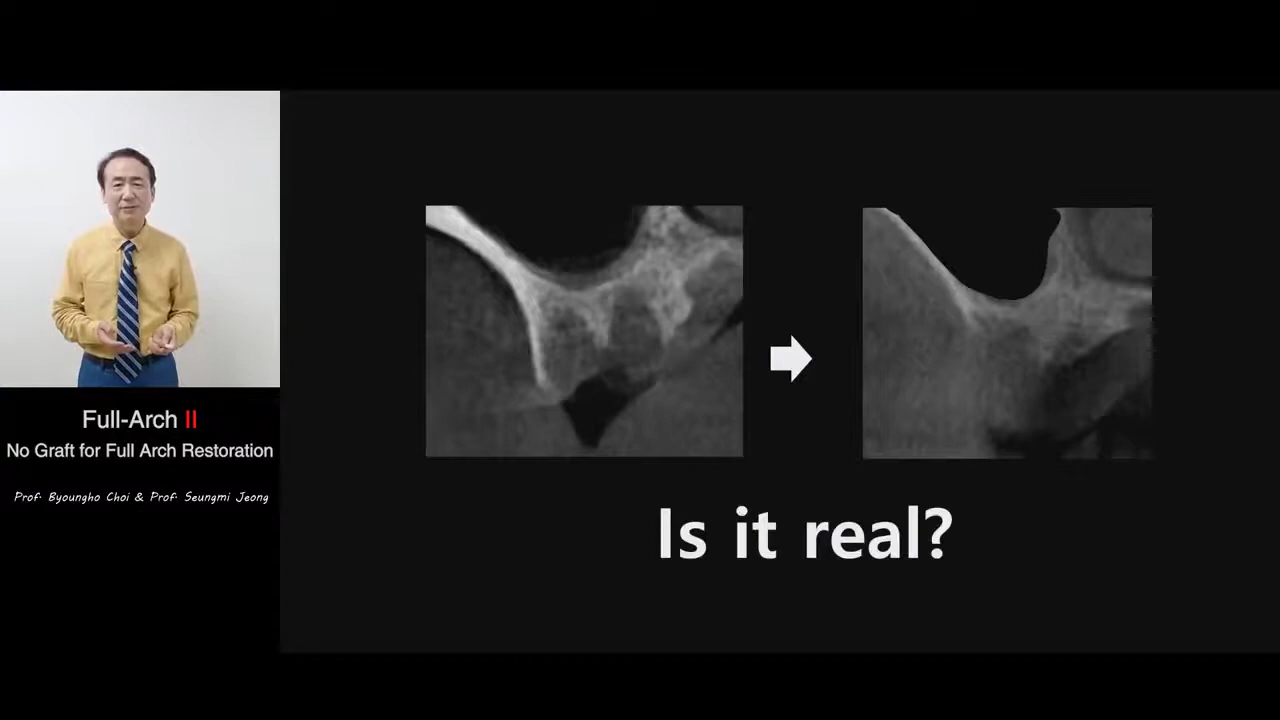 Full-Arch II
No Graft for Full Arch Restoration
Prof. Byoungho Choi & Prof. Seungmi Jeong
Is it real?